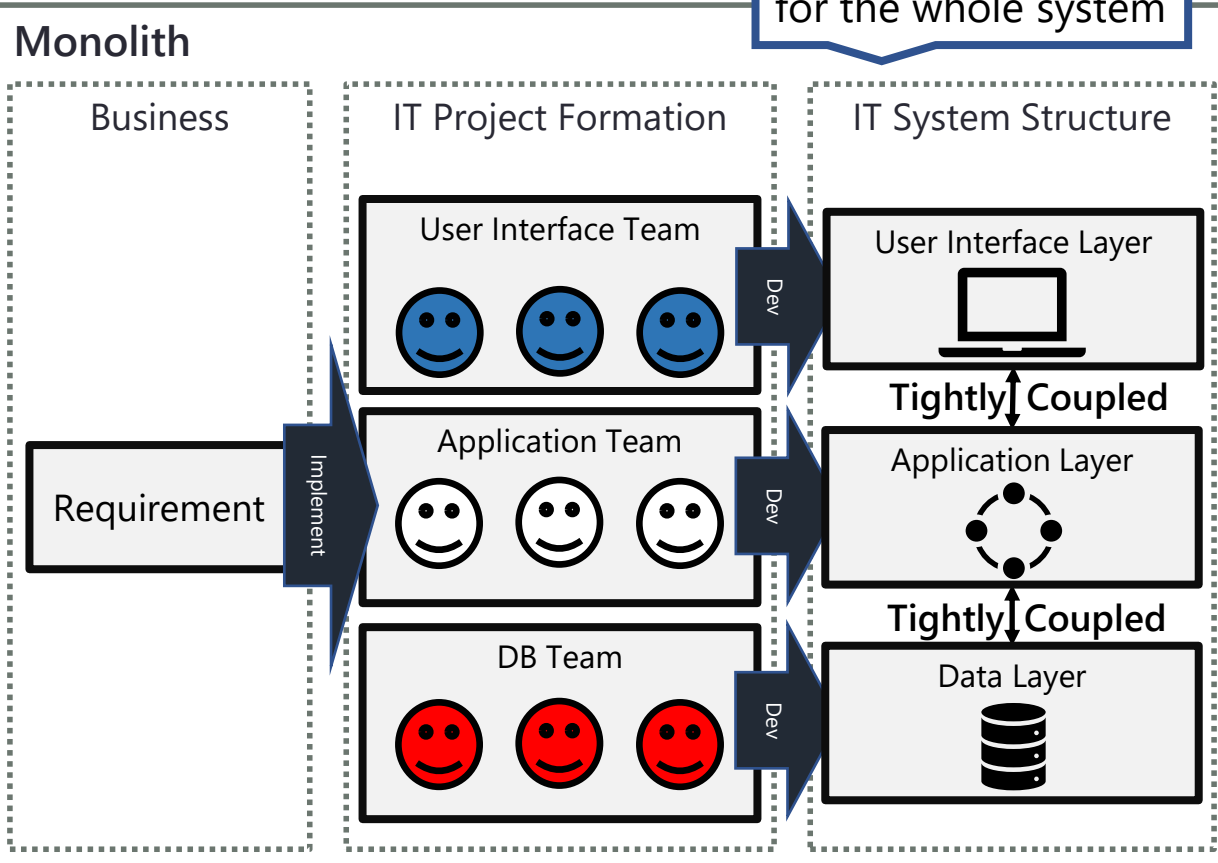 for the whole system
Monolith
Business
IT Project Formation
IT System Structure
User Interface Team
Dev
User Interface Layer
Tightly Coupled
Requirement
Implement
Application Team
Dev
Application Layer
Tightly Coupled
DB Team
Dev
Data Layer